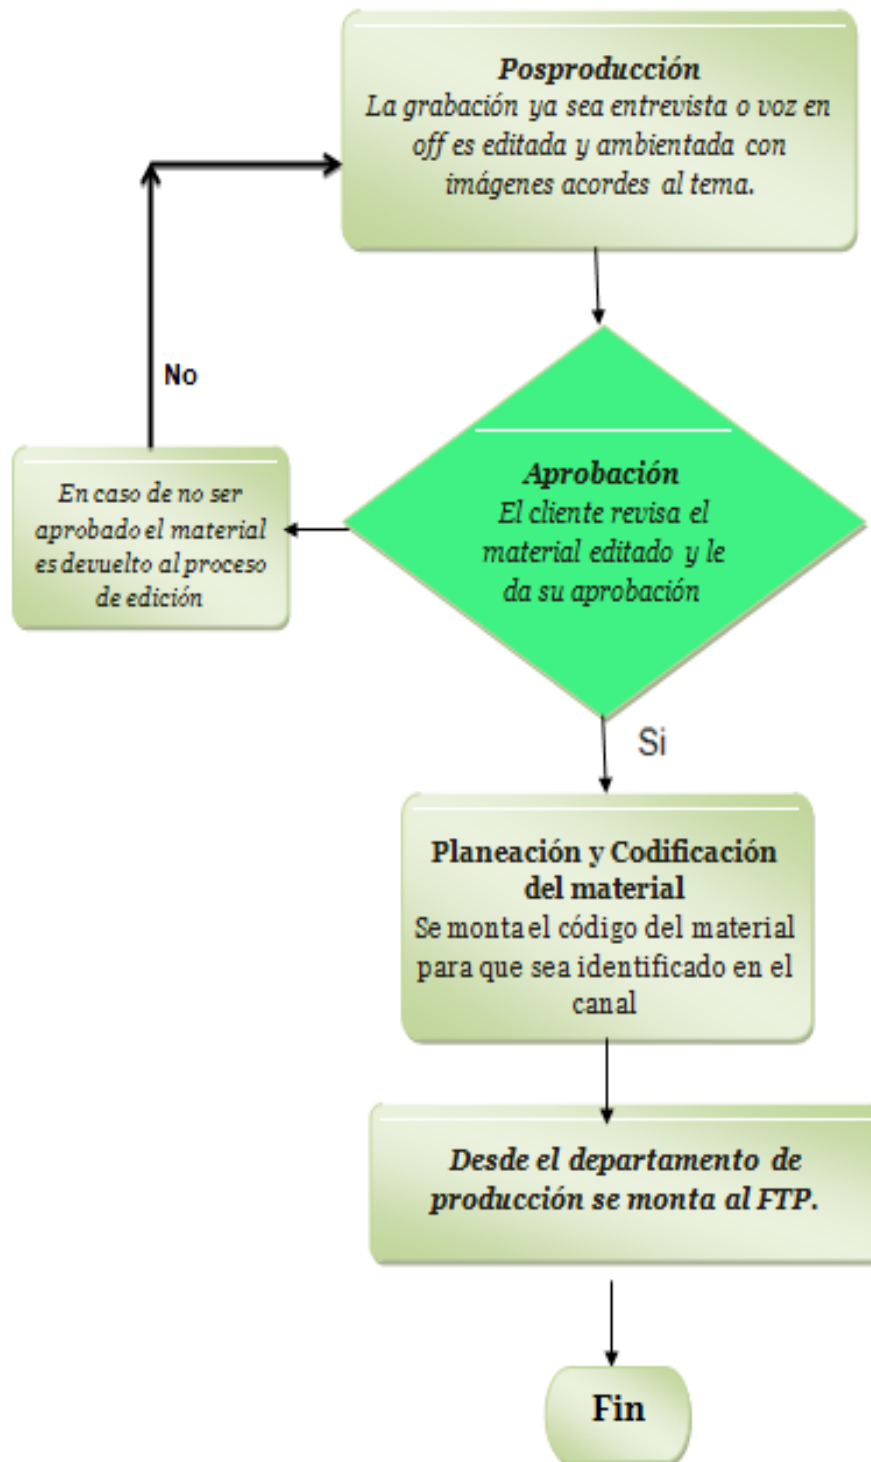 Posproducción
La grabación ya sea entrevista o voz en
off es editada y ambientada con
imágenes acordes al tema.
No
Aprobación
El cliente revisa el
material editado y le
da su aprobación
En caso de no ser
aprobado el material
es devuelto al proceso
de edición
Si
Planeación y Codificación
del material
Se monta el código del material
para que sea identificado en el
canal
Desde el departamento de
producción se monta al FTP.
Fin